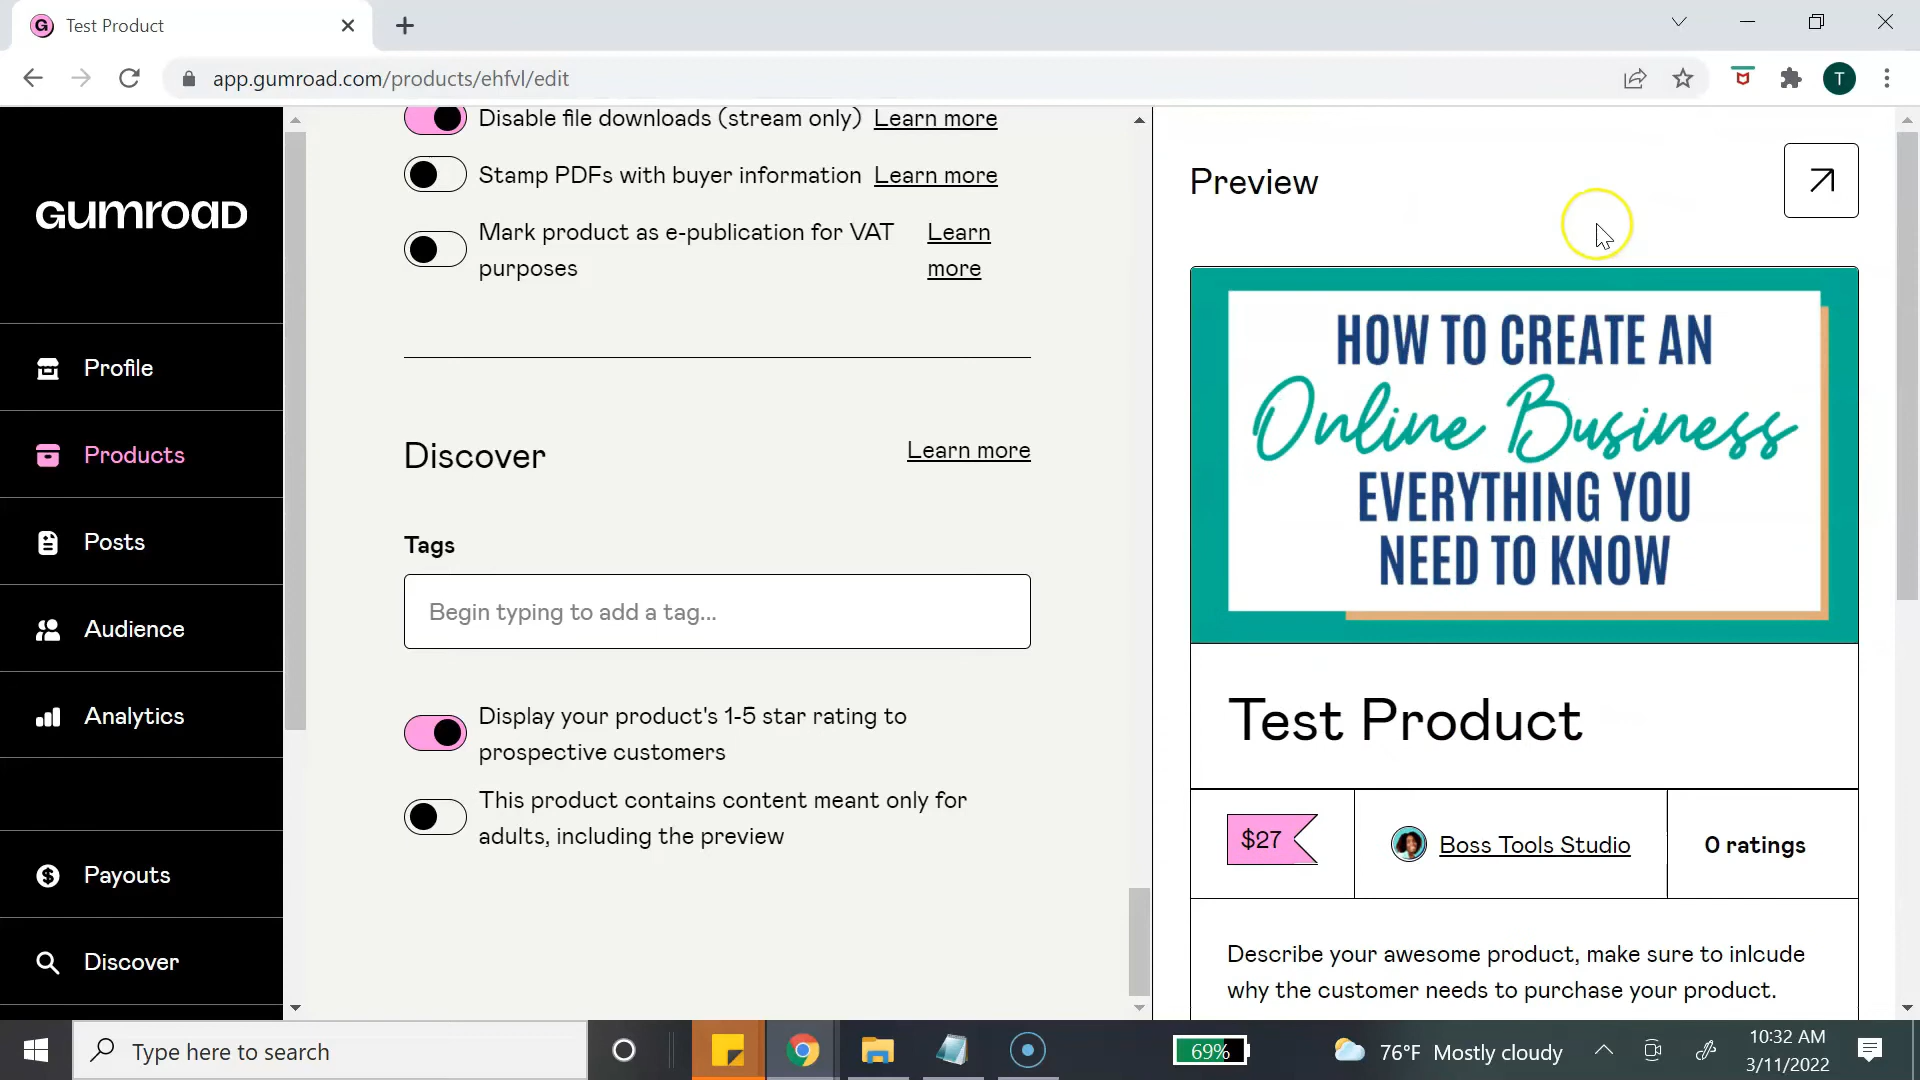 G Test Product
app.gumroad.com/products/ehfvl/edit
T
GUMROAD
Profile
Products
Posts
Audience
Analytics
Payouts
Discover
Disable file downloads (stream only) Learn more
Stamp PDFs with buyer information Learn more
Mark product as e-publication for VAT Learn
purposes more
Discover Learn more
Tags
Begin typing to add a tag...
Display your product's 1-5 star rating to
prospective customers
This product contains content meant only for
adults, including the preview
Preview
HOW TO CREATE AN
Online Business
EVERYTHING YOU
NEED TO KNOW
Test Product
$27 Boss Tools Studio 0 ratings
Describe your awesome product, make sure to inlcude
why the customer needs to purchase your product.
Type here to search
69%
76°F Mostly cloudy
10:32 AM
3/11/2022